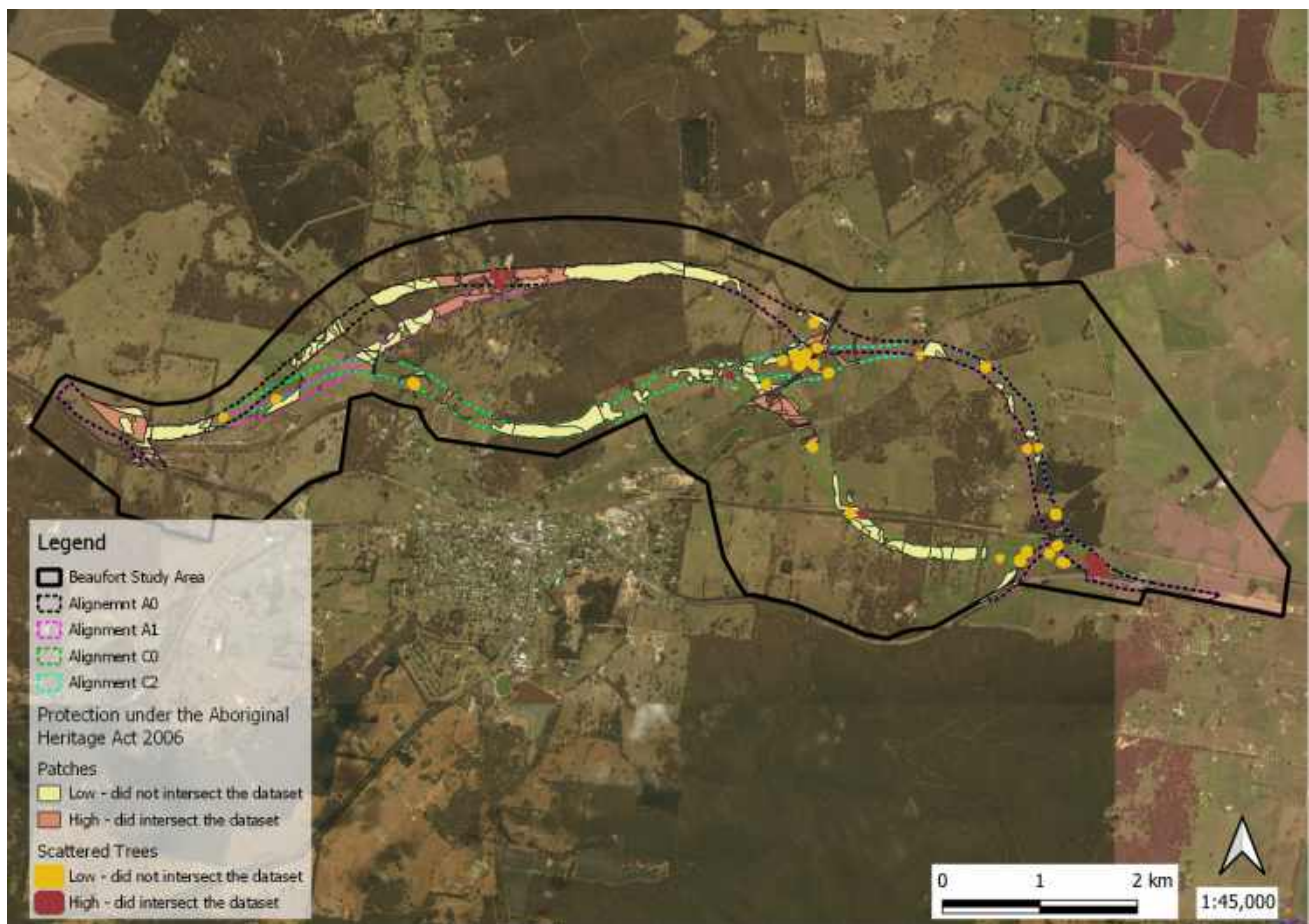 Legend
Beaufort Study Area
Alignemnt A0
Alignment A1
Alignment C0
Alignment C2
Protection under the Aboriginal
Heritage Act 2006
Patches
Low - did not intersect the dataset
High - did intersect the dataset
Scattered Trees
Low - did not intersect the dataset
High - did intersect the dataset
0 1 2 km
1:45,000